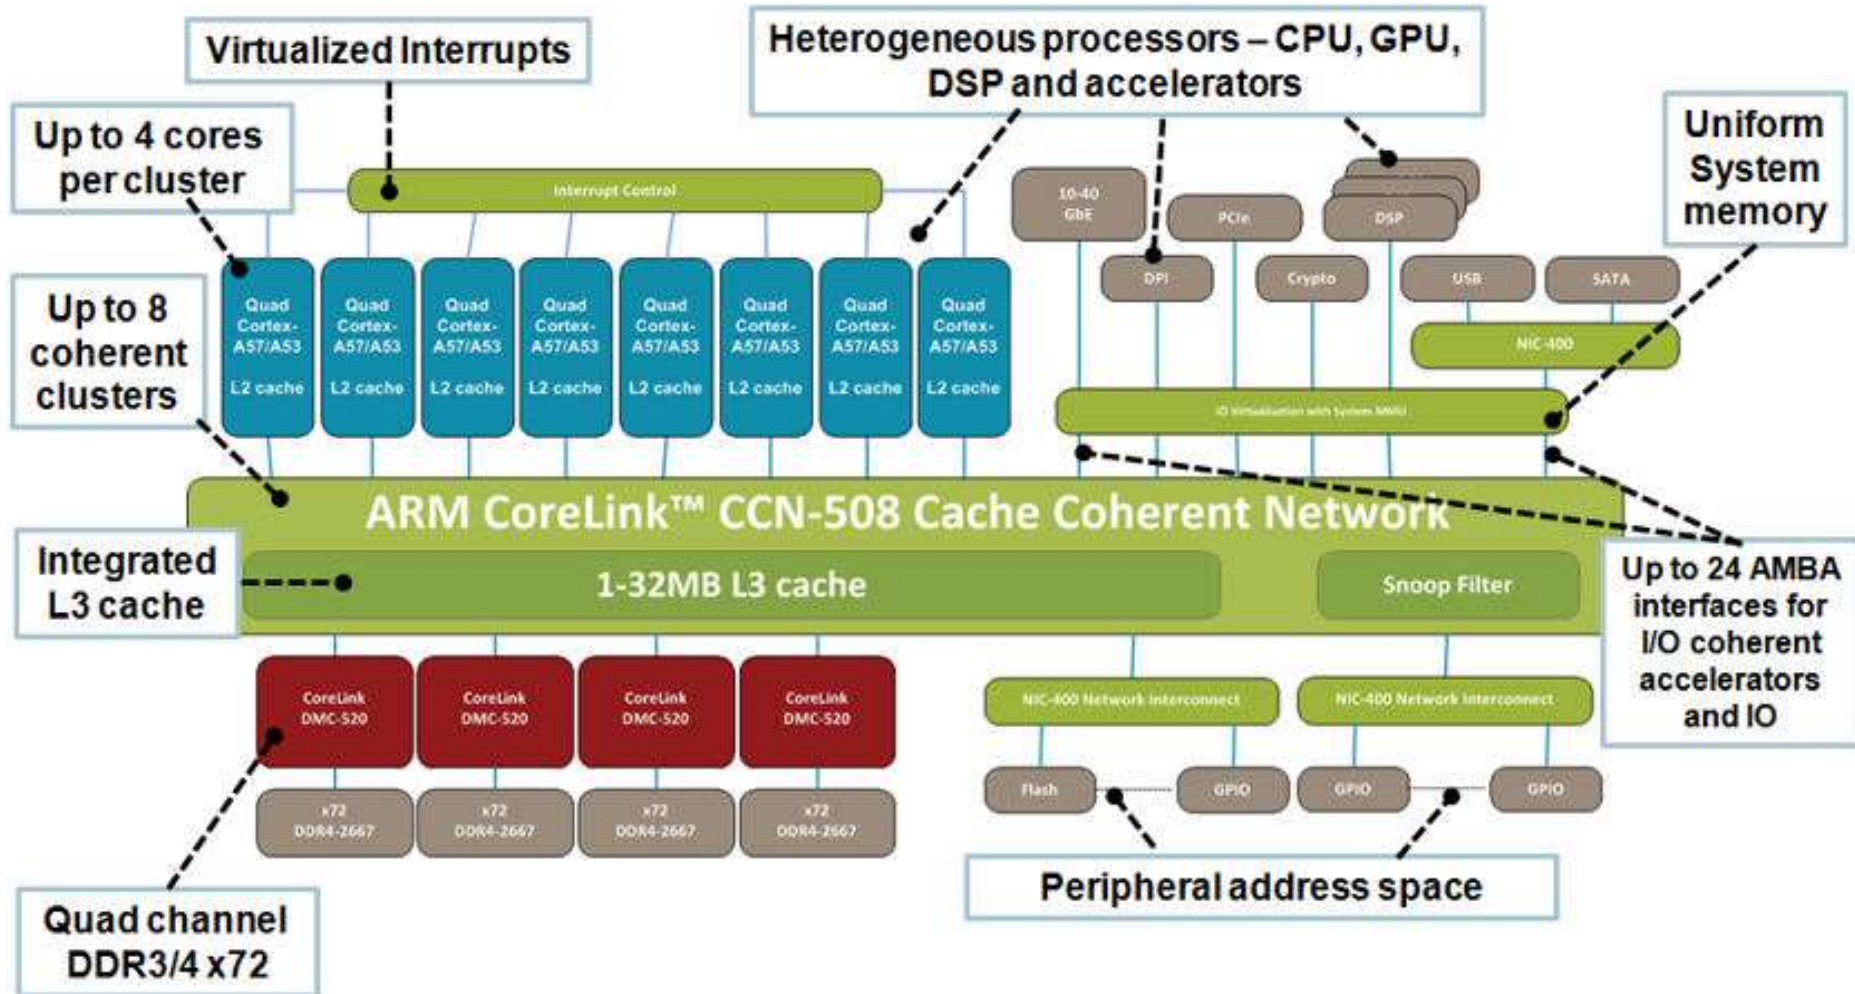 Virtualized Interrupts
Heterogeneous processors – CPU, GPU,
DSP and accelerators
Up to 4 cores
per cluster
Uniform
System
memory
Interrupt Control
10-40
GbE
PCIe
DSP
DPI
Crypto
USB
SATA
NIC-400
Up to 8
coherent
clusters
Quad
Cortex-
A57/A53
L2 cache
Quad
Cortex-
A57/A53
L2 cache
Quad
Cortex-
A57/A53
L2 cache
Quad
Cortex-
A57/A53
L2 cache
Quad
Cortex-
A57/A53
L2 cache
Quad
Cortex-
A57/A53
L2 cache
Quad
Cortex-
A57/A53
L2 cache
Quad
Cortex-
A57/A53
L2 cache
IO Virtualisation with System MMU
ARM CoreLink™ CCN-508 Cache Coherent Network
Integrated
L3 cache
1-32MB L3 cache
Snoop Filter
Up to 24 AMBA
interfaces for
I/O coherent
accelerators
and IO
CoreLink
DMC-520
CoreLink
DMC-520
CoreLink
DMC-520
CoreLink
DMC-520
NIC-400 Network Interconnect
NIC-400 Network Interconnect
x72
DDR4-2667
x72
DDR4-2667
x72
DDR4-2667
x72
DDR4-2667
Flash
GPIO
GPIO
GPIO
Quad channel
DDR3/4 x72
Peripheral address space